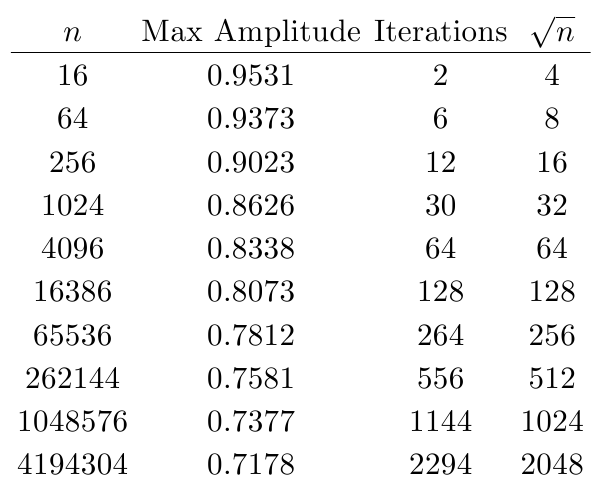 n Max Amplitude Iterations √n
16 0.9531 2 4
64 0.9373 6 8
256 0.9023 12 16
1024 0.8626 30 32
4096 0.8338 64 64
16386 0.8073 128 128
65536 0.7812 264 256
262144 0.7581 556 512
1048576 0.7377 1144 1024
4194304 0.7178 2294 2048